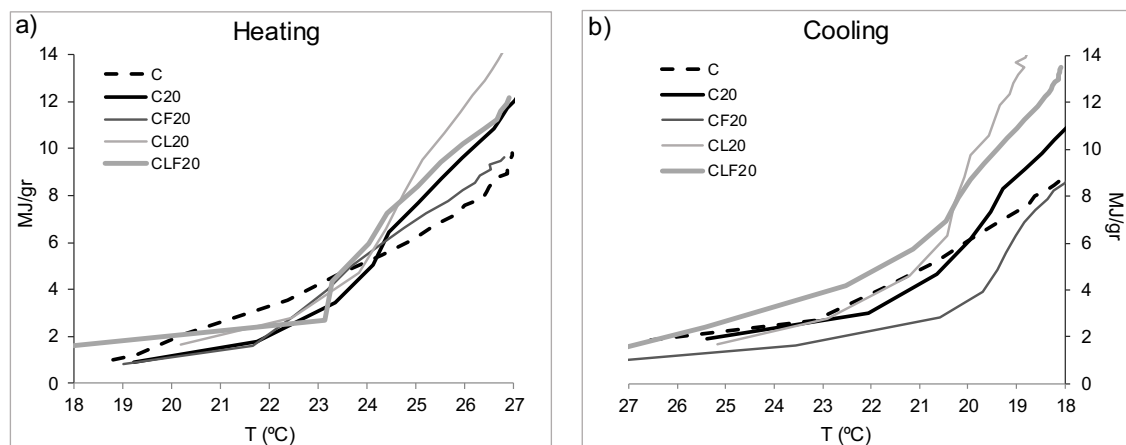 a)
Heating
14
12
10
8
6
4
2
0
MJ/gr
C
C20
CF20
CL20
CLF20
18 19 20 21 22 23 24 25 26 27
T (ºC)
b)
Cooling
C
C20
CF20
CL20
CLF20
14
12
10
8
6
4
2
0
MJ/gr
27 26 25 24 23 22 21 20 19 18
T (ºC)